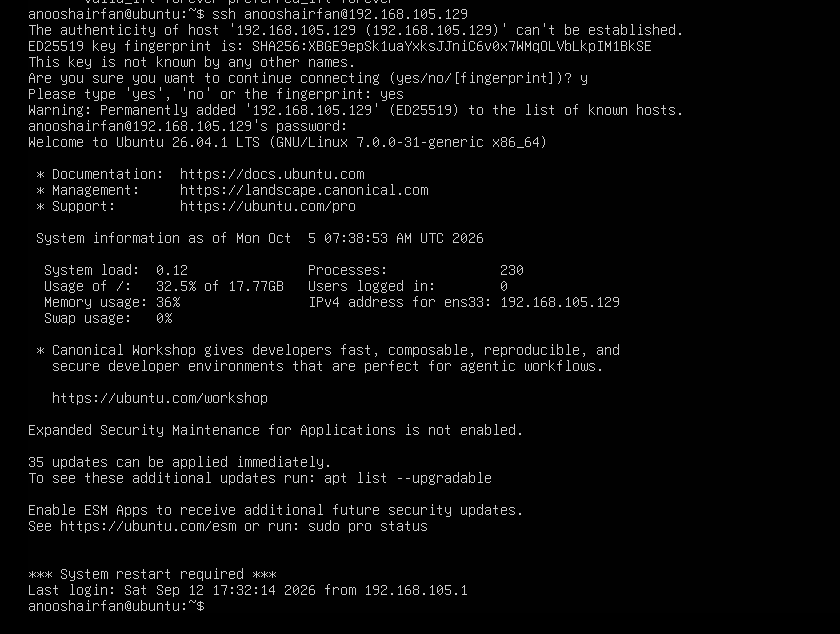 valid_lft forever preferred_lft forever
anooshairfan@ubuntu:~$ ssh anooshairfan@192.168.105.129
The authenticity of host '192.168.105.129 (192.168.105.129)' can't be established.
ED25519 key fingerprint is: SHA256:XBGE9epSk1uaYxksJJniC6v0x7WMqOLVbLkpIM1BkSE
This key is not known by any other names.
Are you sure you want to continue connecting (yes/no/[fingerprint])? y
Please type 'yes', 'no' or the fingerprint: yes
Warning: Permanently added '192.168.105.129' (ED25519) to the list of known hosts.
anooshairfan@192.168.105.129's password:
Welcome to Ubuntu 26.04.1 LTS (GNU/Linux 7.0.0-31-generic x86_64)
* Documentation:  https://docs.ubuntu.com
* Management:     https://landscape.canonical.com
* Support:        https://ubuntu.com/pro
System information as of Mon Oct  5 07:38:53 AM UTC 2026
System load:  0.12               Processes:              230
Usage of /:   32.5% of 17.77GB   Users logged in:        0
Memory usage: 36%                IPv4 address for ens33: 192.168.105.129
Swap usage:   0%
* Canonical Workshop gives developers fast, composable, reproducible, and
secure developer environments that are perfect for agentic workflows.
https://ubuntu.com/workshop
Expanded Security Maintenance for Applications is not enabled.
35 updates can be applied immediately.
To see these additional updates run: apt list --upgradable
Enable ESM Apps to receive additional future security updates.
See https://ubuntu.com/esm or run: sudo pro status
*** System restart required ***
Last login: Sat Sep 12 17:32:14 2026 from 192.168.105.1
anooshairfan@ubuntu:~$